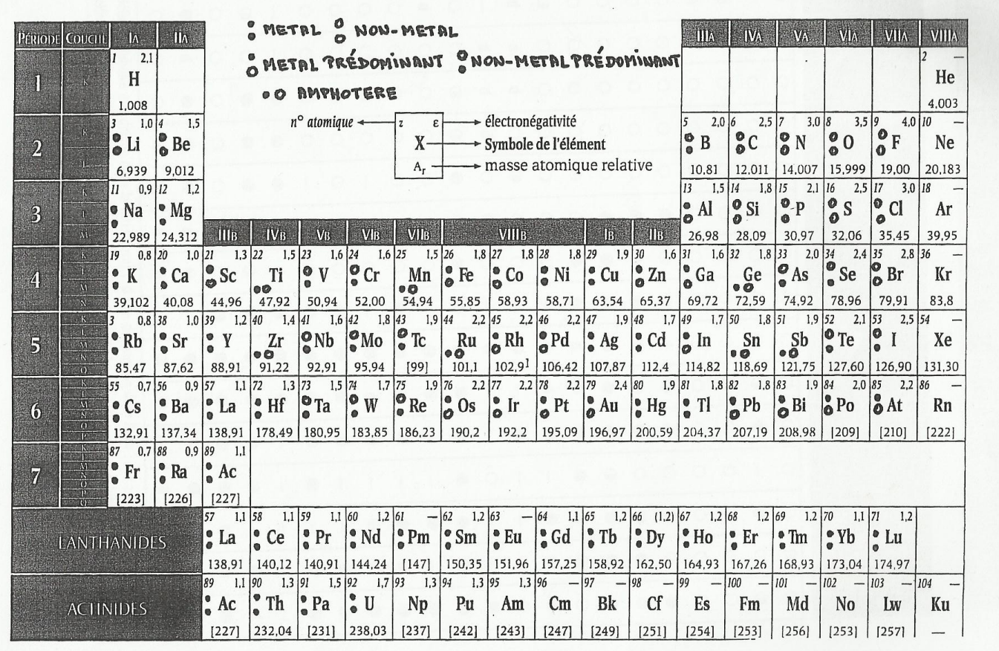 PÉRIODE COUCHE IA IIA IIIA IVA VA VIA VIIA VIIIA
METAL NON-METAL
METAL PRÉDOMINANT NON-METAL PRÉDOMINANT
AMPHOTERE
n° atomique z ε électronégativité
X Symbole de l'élément
Ar masse atomique relative
1 K 1 2,1 2 —
H He
1,008 4,003
2 K L 3 1,0 4 1,5 5 2,0 6 2,5 7 3,0 8 3,5 9 4,0 10 —
Li Be B C N O F Ne
6,939 9,012 10,81 12,011 14,007 15,999 19,00 20,183
3 K L M 11 0,9 12 1,2 13 1,5 14 1,8 15 2,1 16 2,5 17 3,0 18 —
Na Mg Al Si P S Cl Ar
22,989 24,312 26,98 28,09 30,97 32,06 35,45 39,95
IIIB IVB VB VIB VIIB VIIIB IB IIB
4 K L M N 19 0,8 20 1,0 21 1,3 22 1,5 23 1,6 24 1,6 25 1,5 26 1,8 27 1,8 28 1,8 29 1,9 30 1,6 31 1,6 32 1,8 33 2,0 34 2,4 35 2,8 36 —
K Ca Sc Ti V Cr Mn Fe Co Ni Cu Zn Ga Ge As Se Br Kr
39,102 40,08 44,96 47,92 50,94 52,00 54,94 55,85 58,93 58,71 63,54 65,37 69,72 72,59 74,92 78,96 79,91 83,8
5 K L M N O 3 0,8 38 1,0 39 1,2 40 1,4 41 1,6 42 1,8 43 1,9 44 2,2 45 2,2 46 2,2 47 1,9 48 1,7 49 1,7 50 1,8 51 1,9 52 2,1 53 2,5 54 —
Rb Sr Y Zr Nb Mo Tc Ru Rh Pd Ag Cd In Sn Sb Te I Xe
85,47 87,62 88,91 91,22 92,91 95,94 [99] 101,1 102,91 106,42 107,87 112,4 114,82 118,69 121,75 127,60 126,90 131,30
6 K L M N O P 55 0,7 56 0,9 57 1,1 72 1,3 73 1,5 74 1,7 75 1,9 76 2,2 77 2,2 78 2,2 79 2,4 80 1,9 81 1,8 82 1,8 83 1,9 84 2,0 85 2,2 86 —
Cs Ba La Hf Ta W Re Os Ir Pt Au Hg Tl Pb Bi Po At Rn
132,91 137,34 138,91 178,49 180,95 183,85 186,23 190,2 192,2 195,09 196,97 200,59 204,37 207,19 208,98 [209] [210] [222]
7 K L M N O P Q 87 0,7 88 0,9 89 1,1
Fr Ra Ac
[223] [226] [227]
LANTHANIDES 57 1,1 58 1,1 59 1,1 60 1,2 61 — 62 1,2 63 — 64 1,1 65 1,2 66 (1,2) 67 1,2 68 1,2 69 1,2 70 1,1 71 1,2
La Ce Pr Nd Pm Sm Eu Gd Tb Dy Ho Er Tm Yb Lu
138,91 140,12 140,91 144,24 [147] 150,35 151,96 157,25 158,92 162,50 164,93 167,26 168,93 173,04 174,97
ACTINIDES 89 1,1 90 1,3 91 1,5 92 1,7 93 1,3 94 1,3 95 1,3 96 — 97 — 98 — 99 — 100 — 101 — 102 — 103 — 104 —
Ac Th Pa U Np Pu Am Cm Bk Cf Es Fm Md No Lw Ku
[227] 232,04 [231] 238,03 [237] [242] [243] [247] [249] [251] [254] [253] [256] [253] [257] —